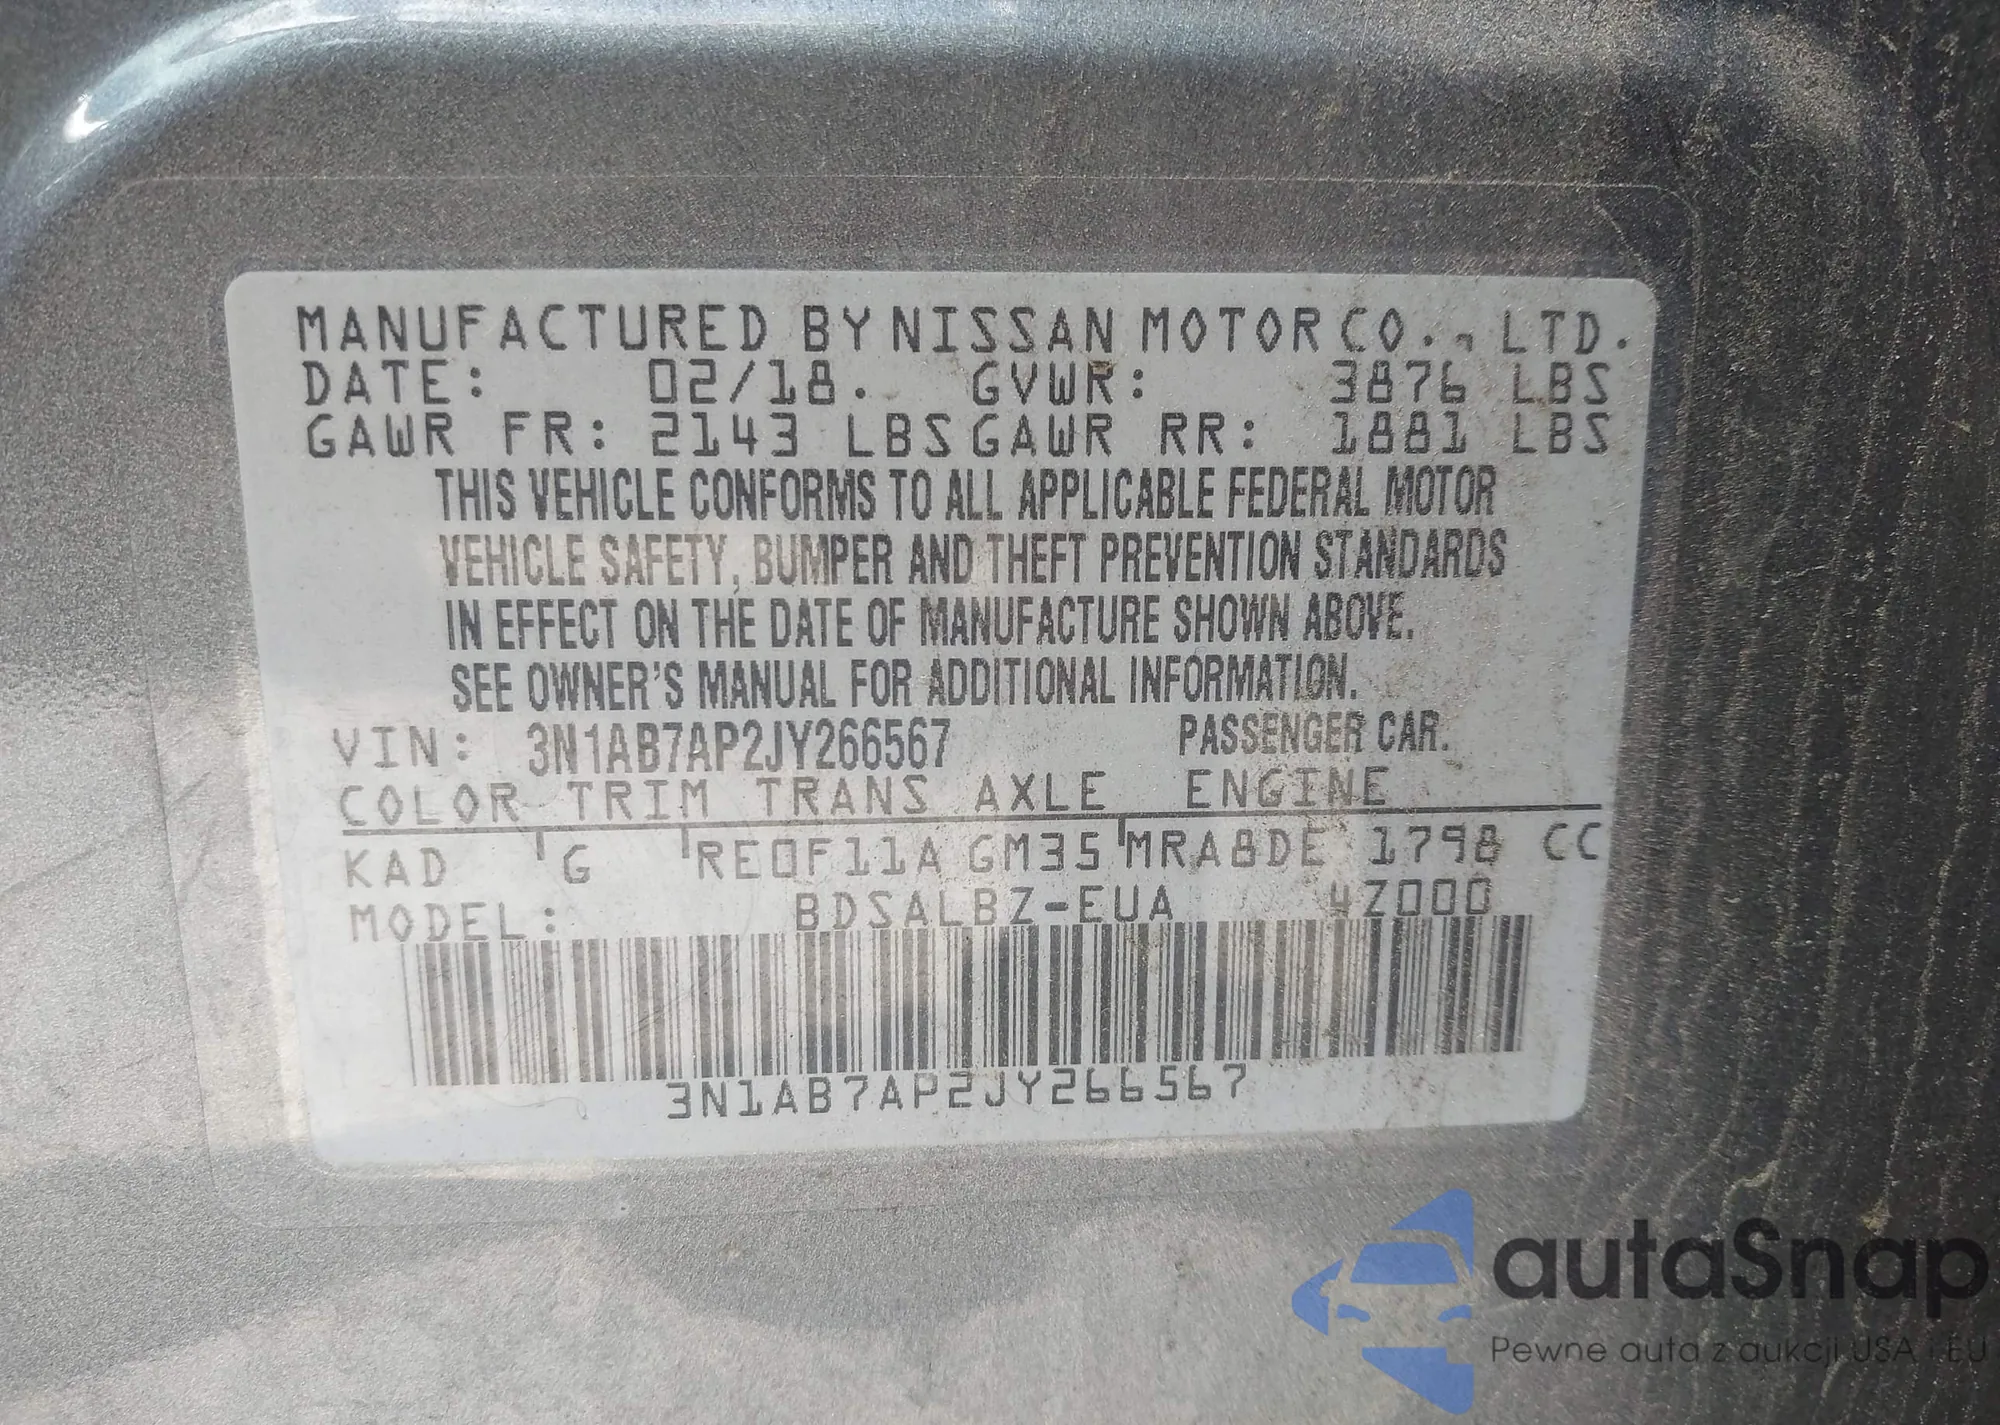 MANUFACTURED BY NISSAN MOTOR CO., LTD.
DATE: 02/18. GVWR: 3876 LBS
GAWR FR: 2143 LBS GAWR RR: 1881 LBS
THIS VEHICLE CONFORMS TO ALL APPLICABLE FEDERAL MOTOR
VEHICLE SAFETY, BUMPER AND THEFT PREVENTION STANDARDS
IN EFFECT ON THE DATE OF MANUFACTURE SHOWN ABOVE.
SEE OWNER'S MANUAL FOR ADDITIONAL INFORMATION.
VIN: 3N1AB7AP2JY266567 PASSENGER CAR.
COLOR TRIM TRANS AXLE ENGINE
KAD G RE0F11A GM35 MRA8DE 1798 CC
MODEL: BDSALBZ-EUA 4Z000
3N1AB7AP2JY266567
autaSnap
Pewne auta z aukcji USA i EU